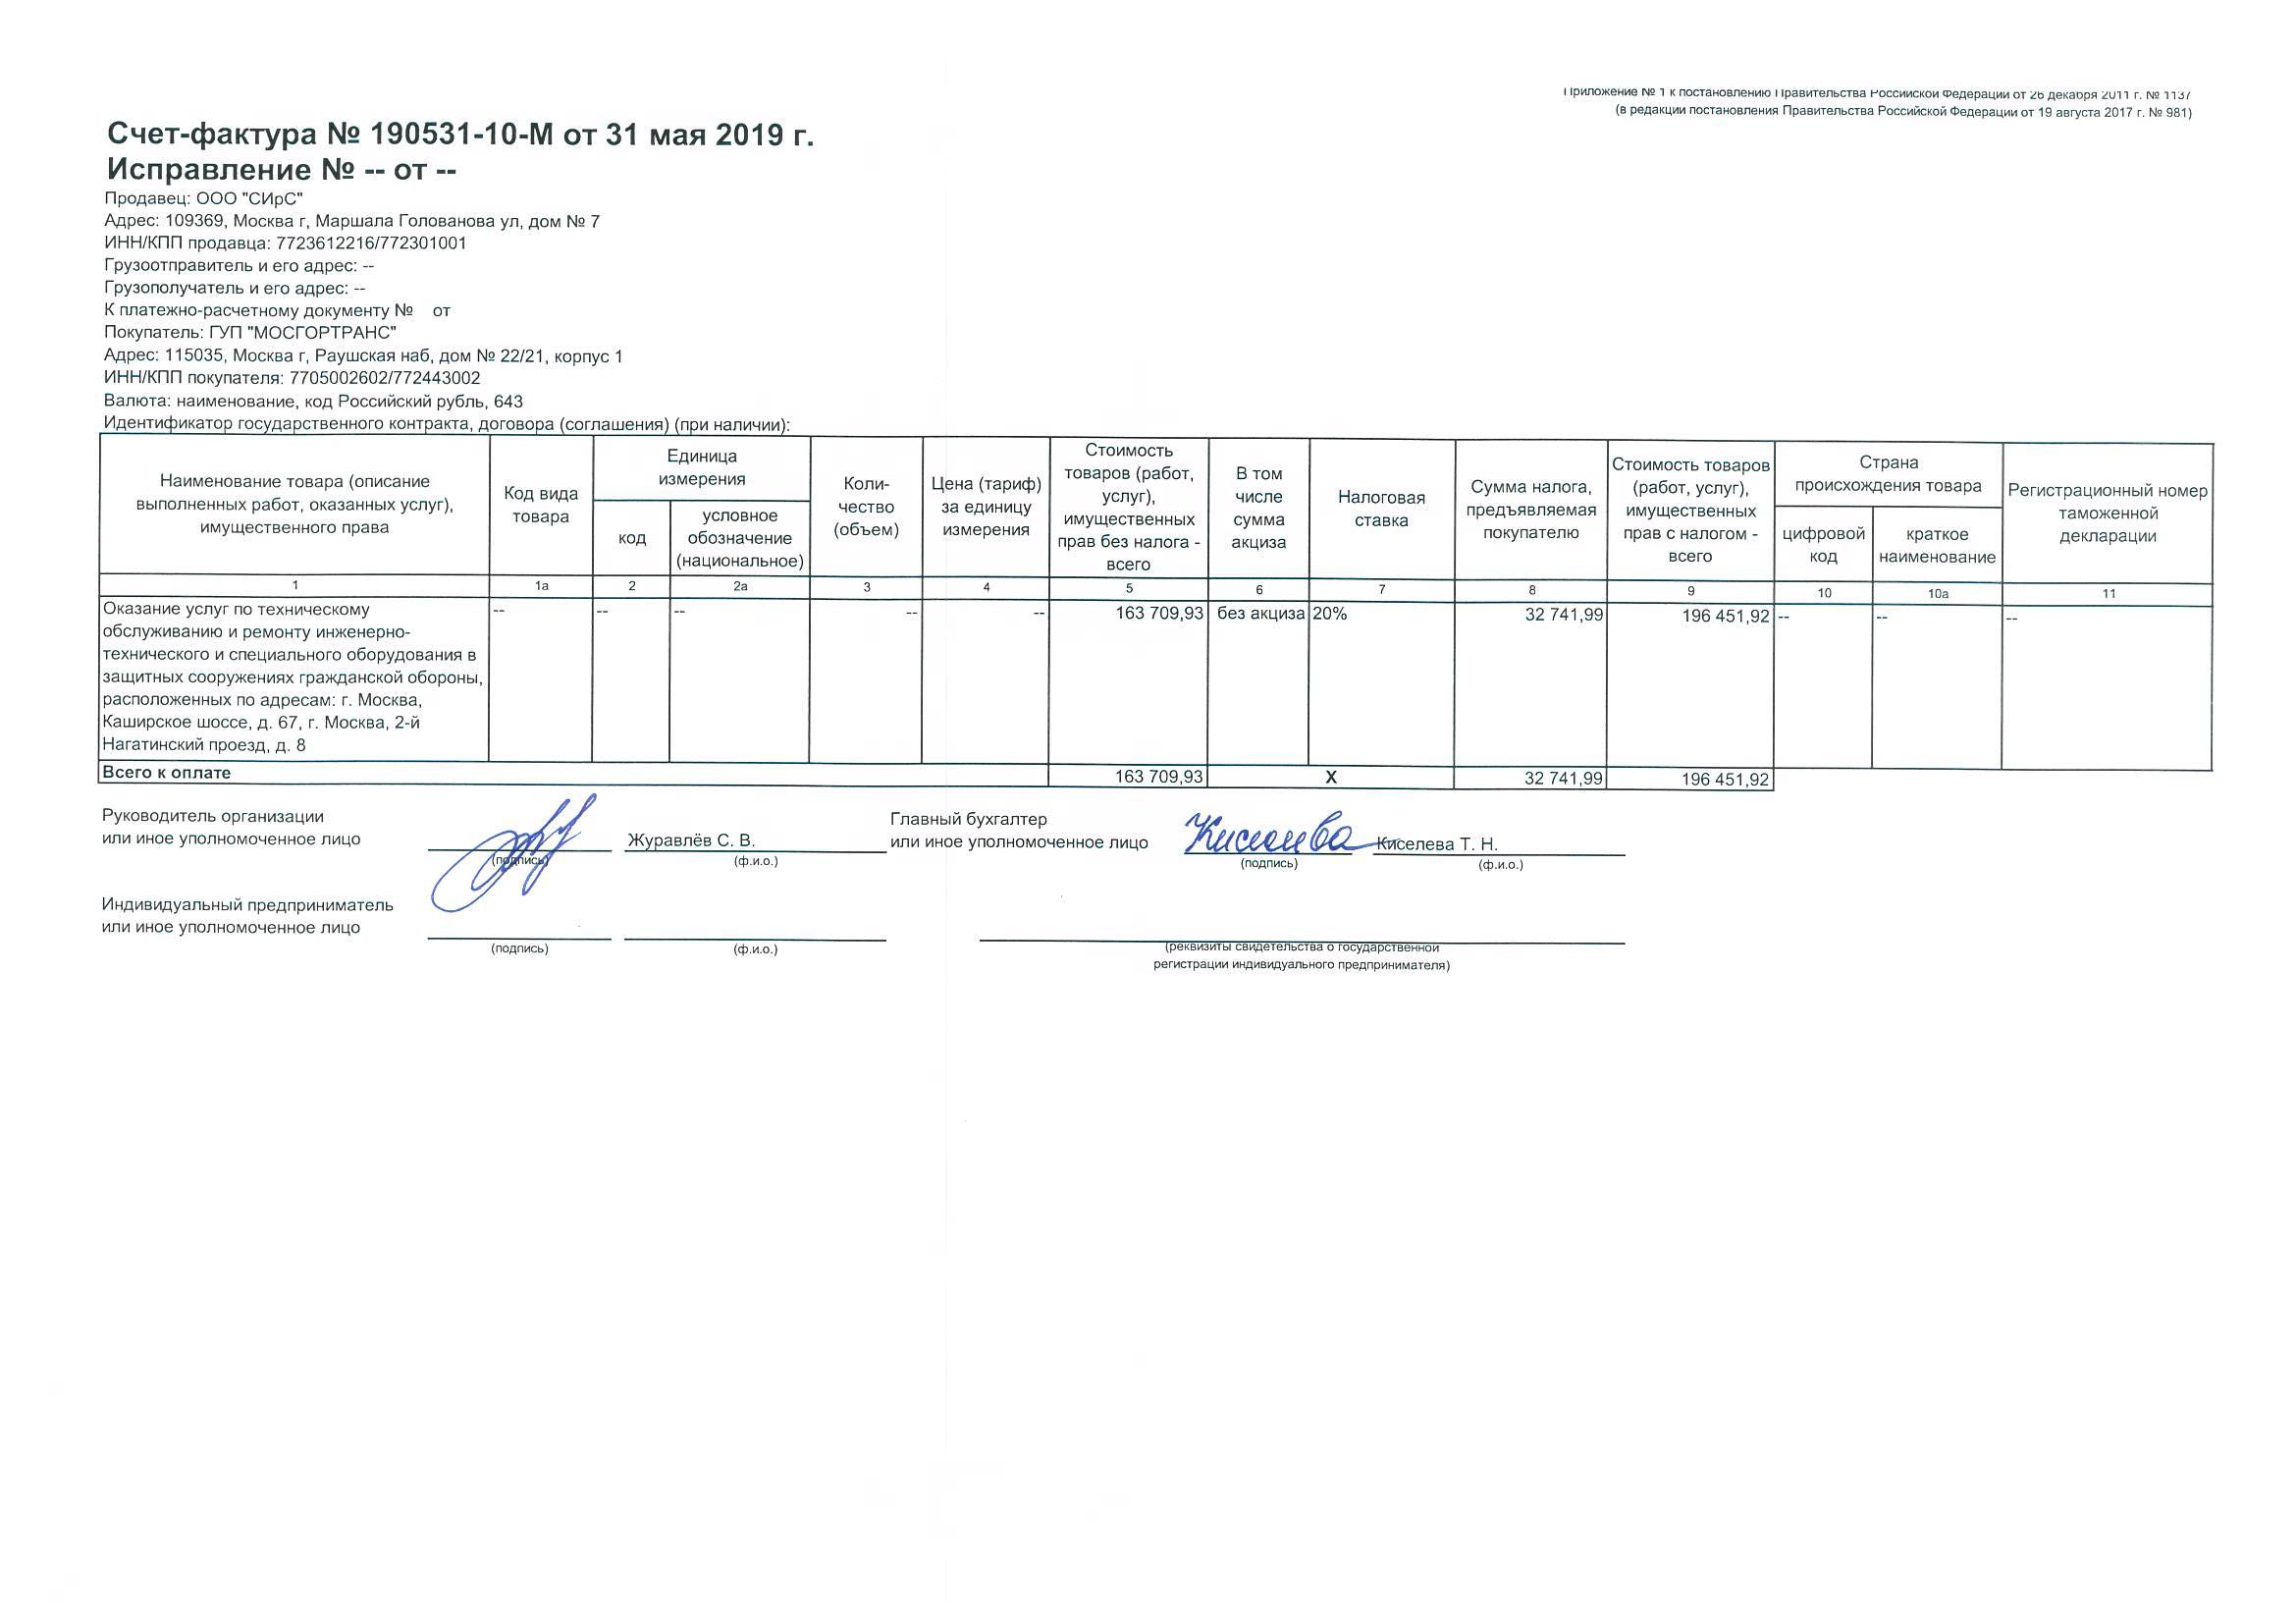 Приложение № 1 к постановлению Правительства Российской Федерации от 26 декабря 2011 г. № 1137
(в редакции постановления Правительства Российской Федерации от 19 августа 2017 г. № 981)
Счет-фактура № 190531-10-М от 31 мая 2019 г.
Исправление № -- от --
Продавец: ООО "СИрС"
Адрес: 109369, Москва г, Маршала Голованова ул, дом № 7
ИНН/КПП продавца: 7723612216/772301001
Грузоотправитель и его адрес: --
Грузополучатель и его адрес: --
К платежно-расчетному документу № от
Покупатель: ГУП "МОСГОРТРАНС"
Адрес: 115035, Москва г, Раушская наб, дом № 22/21, корпус 1
ИНН/КПП покупателя: 7705002602/772443002
Валюта: наименование, код Российский рубль, 643
Идентификатор государственного контракта, договора (соглашения) (при наличии):
Наименование товара (описание
выполненных работ, оказанных услуг),
имущественного права
Код вида
товара
Единица
измерения
код
условное
обозначение
(национальное)
Коли-
чество
(объем)
Цена (тариф)
за единицу
измерения
Стоимость
товаров (работ,
услуг),
имущественных
прав без налога -
всего
В том
числе
сумма
акциза
Налоговая
ставка
Сумма налога,
предъявляемая
покупателю
Стоимость товаров
(работ, услуг),
имущественных
прав с налогом -
всего
Страна
происхождения товара
цифровой
код
краткое
наименование
Регистрационный номер
таможенной
декларации
1 1а 2 2а 3 4 5 6 7 8 9 10 10а 11
Оказание услуг по техническому
обслуживанию и ремонту инженерно-
технического и специального оборудования в
защитных сооружениях гражданской обороны,
расположенных по адресам: г. Москва,
Каширское шоссе, д. 67, г. Москва, 2-й
Нагатинский проезд, д. 8
-- -- -- -- -- 163 709,93 без акциза 20% 32 741,99 196 451,92 -- -- --
Всего к оплате 163 709,93 X 32 741,99 196 451,92
Руководитель организации
или иное уполномоченное лицо
(подпись)
Журавлёв С. В.
(ф.и.о.)
Главный бухгалтер
или иное уполномоченное лицо
Киселева
(подпись)
Киселева Т. Н.
(ф.и.о.)
Индивидуальный предприниматель
или иное уполномоченное лицо
(подпись)
(ф.и.о.)
(реквизиты свидетельства о государственной
регистрации индивидуального предпринимателя)